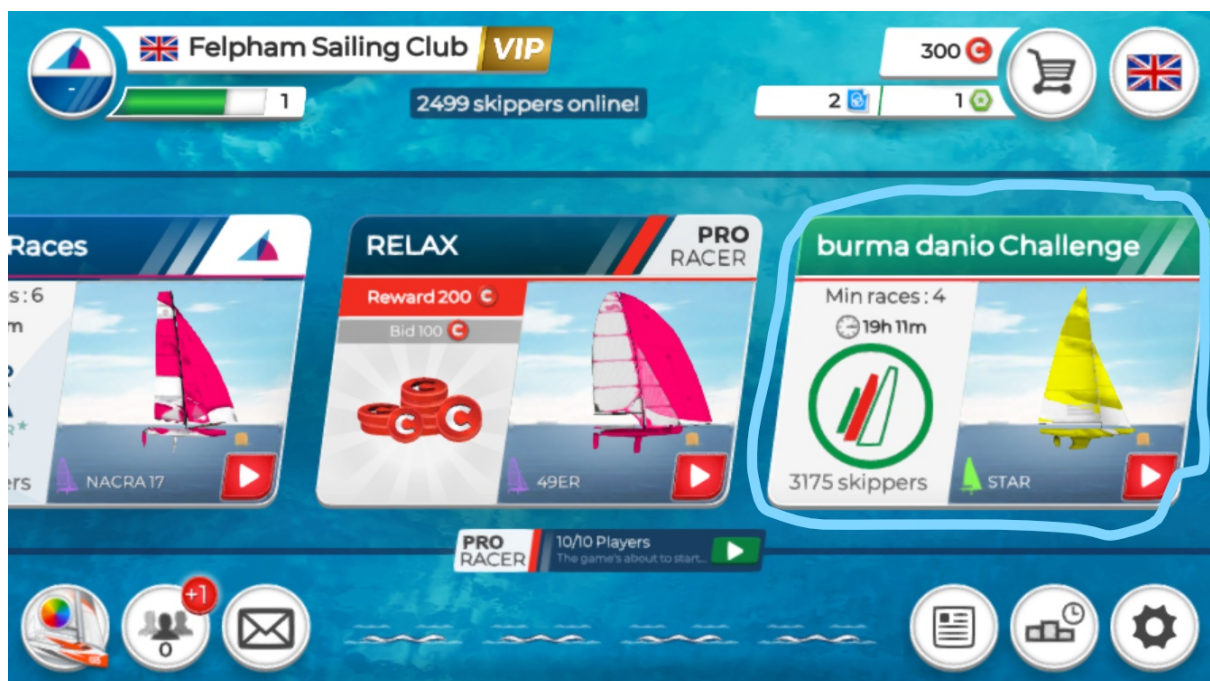 Felpham Sailing Club VIP
1
2499 skippers online!
300 C
2
1
Races
s:6
m
ers
NACRA 17
RELAX
PRO
RACER
Reward 200 C
Bid 100 C
C C
49ER
burma danio Challenge
Min races : 4
19h 11m
3175 skippers
STAR
PRO
RACER
10/10 Players
The game's about to start...
+1
0